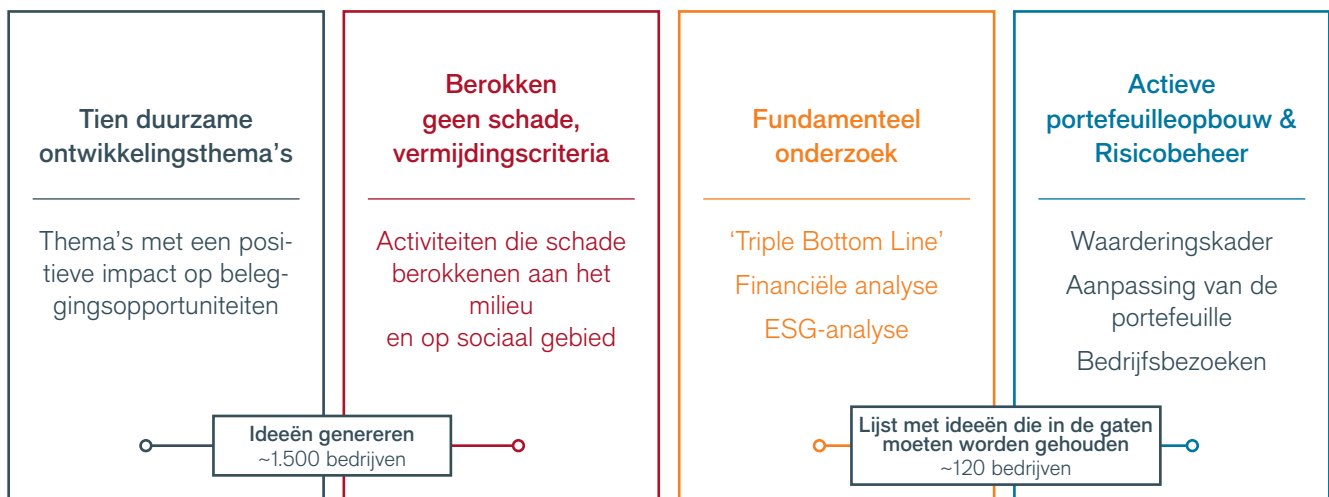 Tien duurzame
ontwikkelingsthema's
Thema's met een posi-
tieve impact op beleg-
gingsopportuniteiten
Berokken
geen schade,
vermijdingscriteria
Activiteiten die schade
berokkenen aan het
milieu
en op sociaal gebied
Ideeën genereren
~1.500 bedrijven
Fundamenteel
onderzoek
‘Triple Bottom Line’
Financiële analyse
ESG-analyse
Actieve
portefeuilleopbouw &
Risicobeheer
Waarderingskader
Aanpassing van de
portefeuille
Bedrijfsbezoeken
Lijst met ideeën die in de gaten
moeten worden gehouden
~120 bedrijven